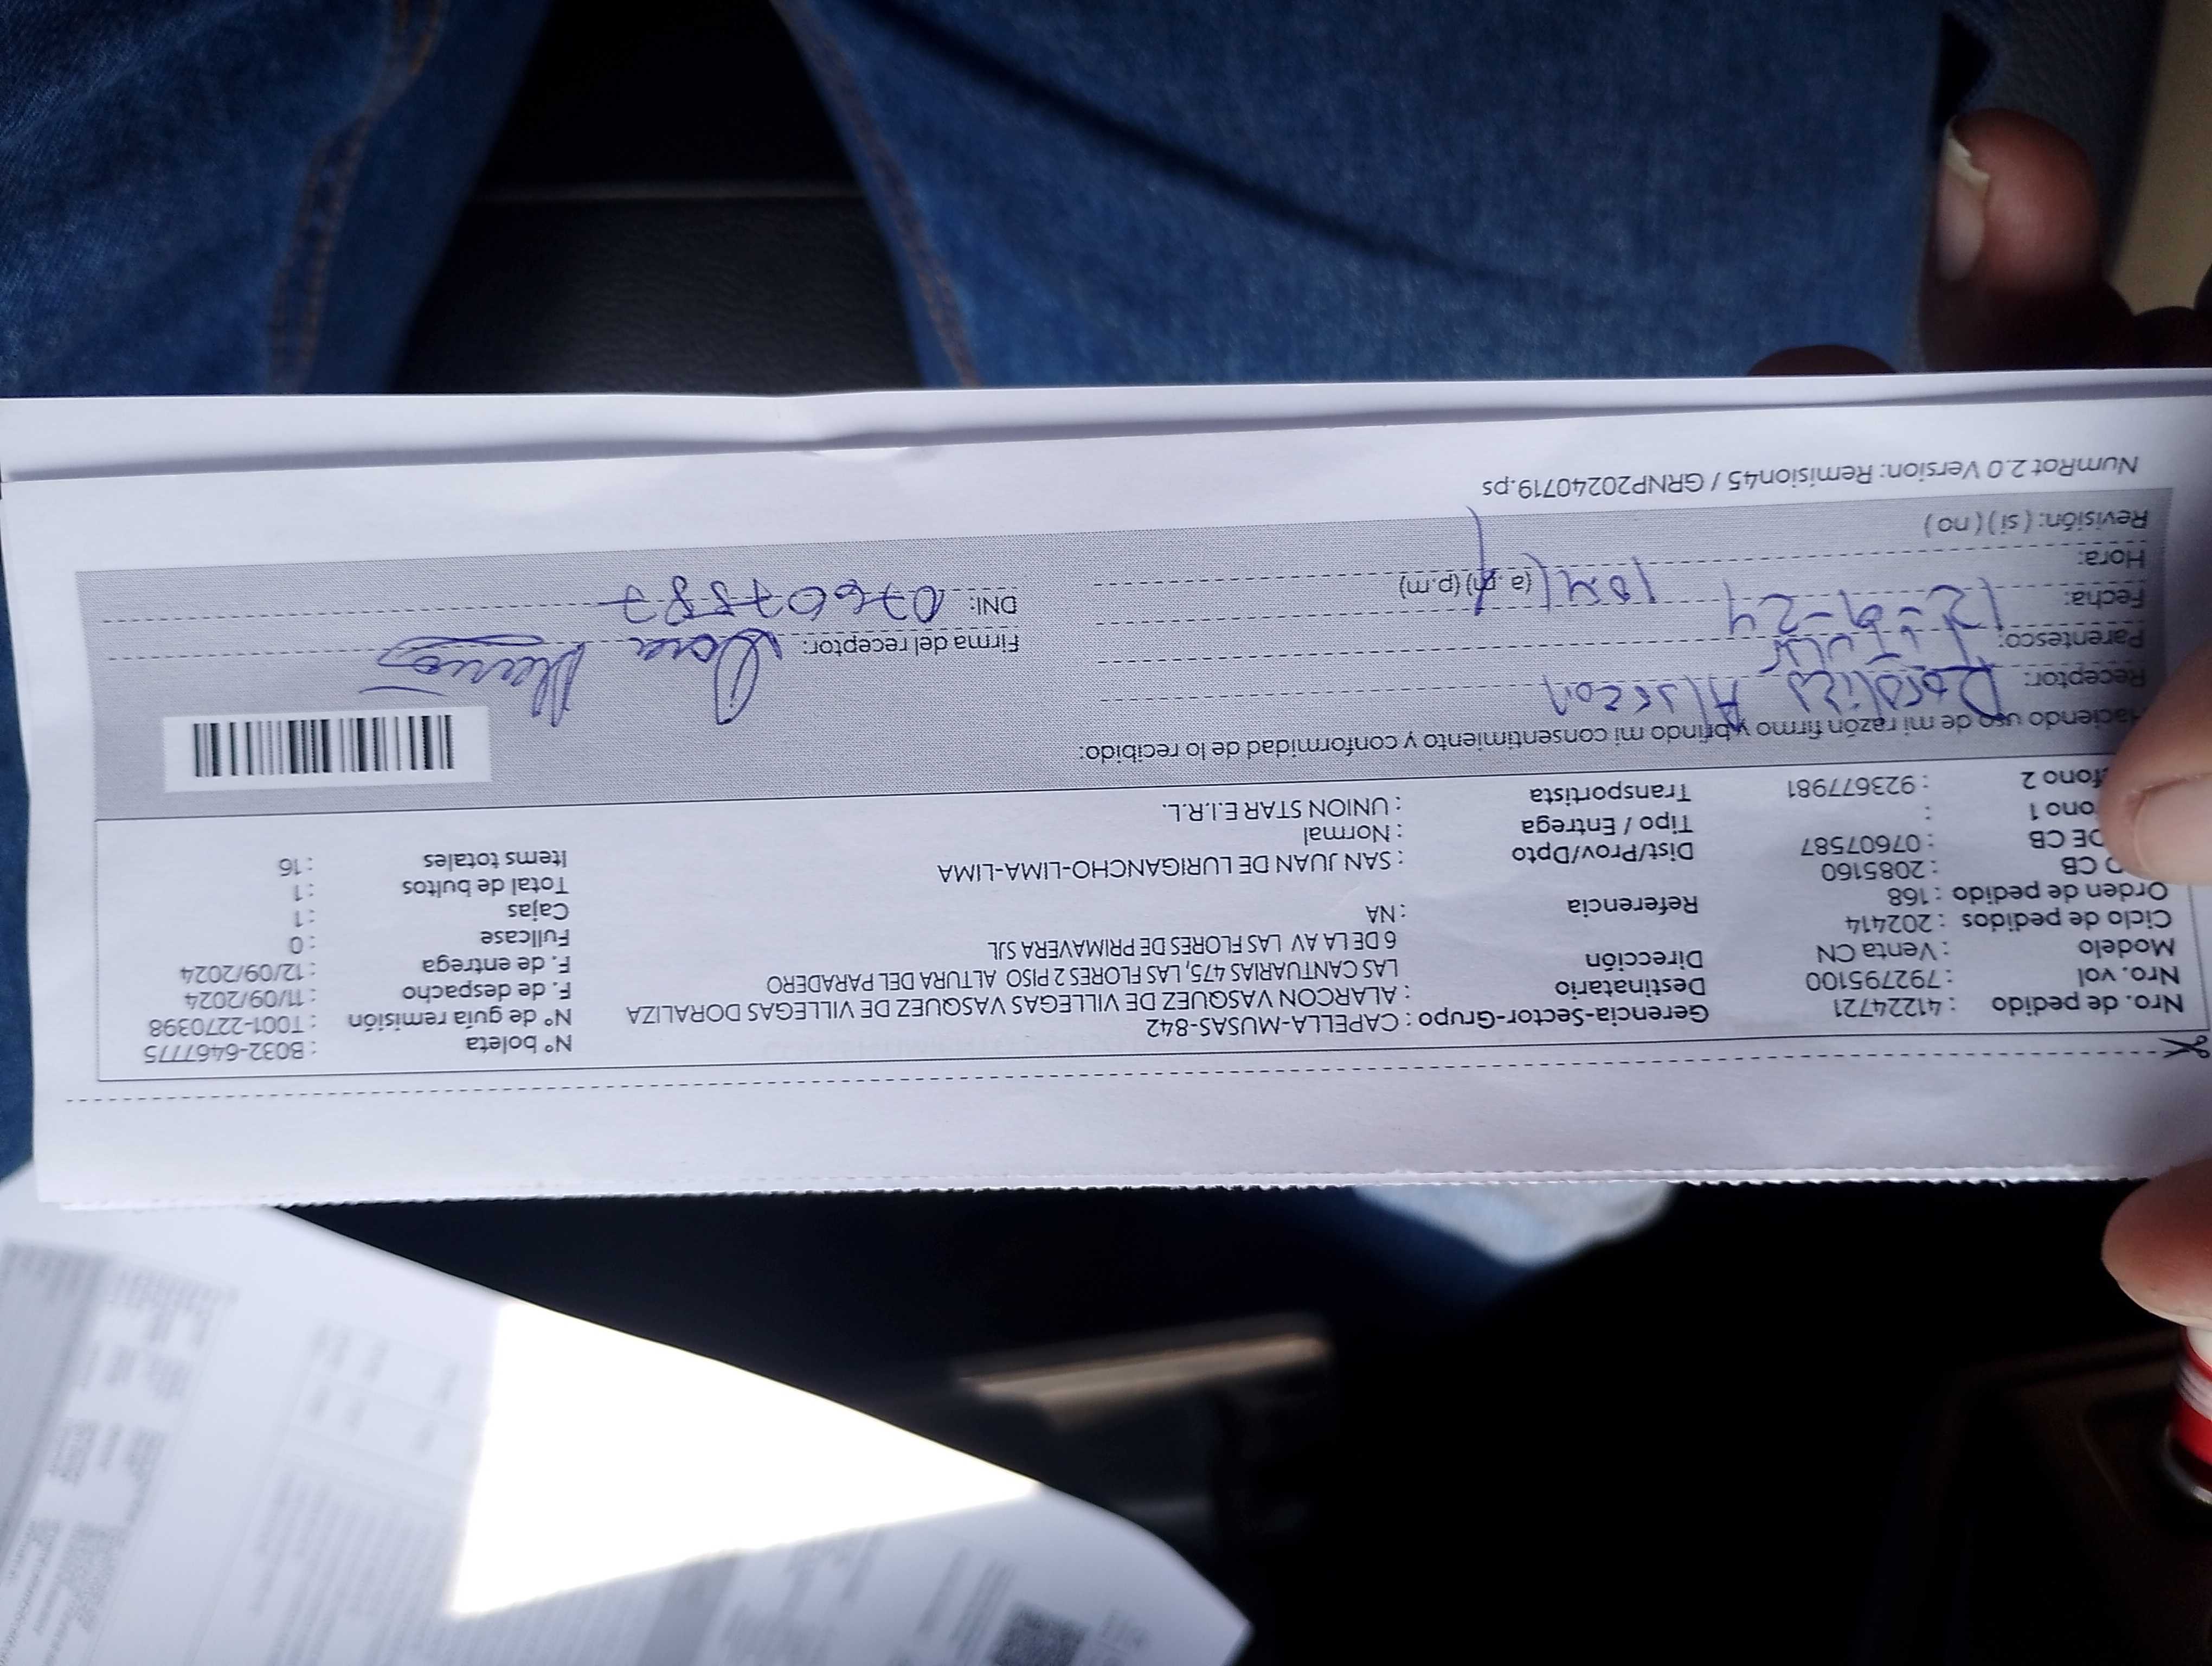 Nro. de pedido : 41224721 Gerencia-Sector-Grupo : CAPELLA-MUSAS-842 N° boleta : B032-6467775
Nro. vol : 792795100 Destinatario : ALARCON VASQUEZ DE VILLEGAS VASQUEZ DE VILLEGAS DORALIZA N° de guía remisión : T001-2270398
Modelo : Venta CN Dirección LAS CANTUARIAS 475, LAS FLORES 2 PISO ALTURA DEL PARADERO F. de despacho : 11/09/2024
Ciclo de pedidos : 202414 6 DE LA AV LAS FLORES DE PRIMAVERA SJL F. de entrega : 12/09/2024
Orden de pedido : 168 Referencia : NA Fullcase : 0
CB : 2085160 Cajas : 1
DE CB : 07607587 Dist/Prov/Dpto : SAN JUAN DE LURIGANCHO-LIMA-LIMA Total de bultos : 1
fono 1 : Tipo / Entrega : Normal Items totales : 16
éfono 2 : 923677981 Transportista : UNION STAR E.I.R.L.
Haciendo uso de mi razón firmo y brindo mi consentimiento y conformidad de lo recibido:
Receptor: Alarcon
Parentesco: Firma del receptor:
Fecha: 12-9-24 DNI: 07607587
Hora: (a.m) (p.m)
Revisión: ( si ) ( no )
NumRot 2.0 Version: Remision45 / GRNP20240719.ps